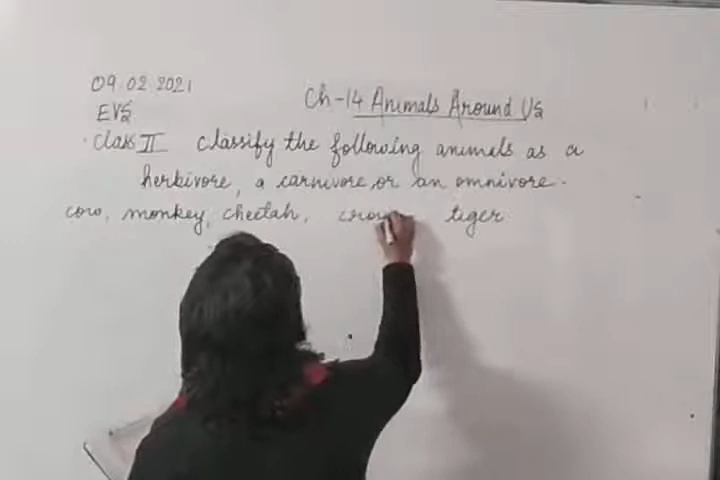 09.02.2021
Ch-14 Animals Around Us
EVS
Class II Classify the following animals as a
herbivore, a carnivore, or an omnivore.
cow, monkey, cheetah, crow tiger